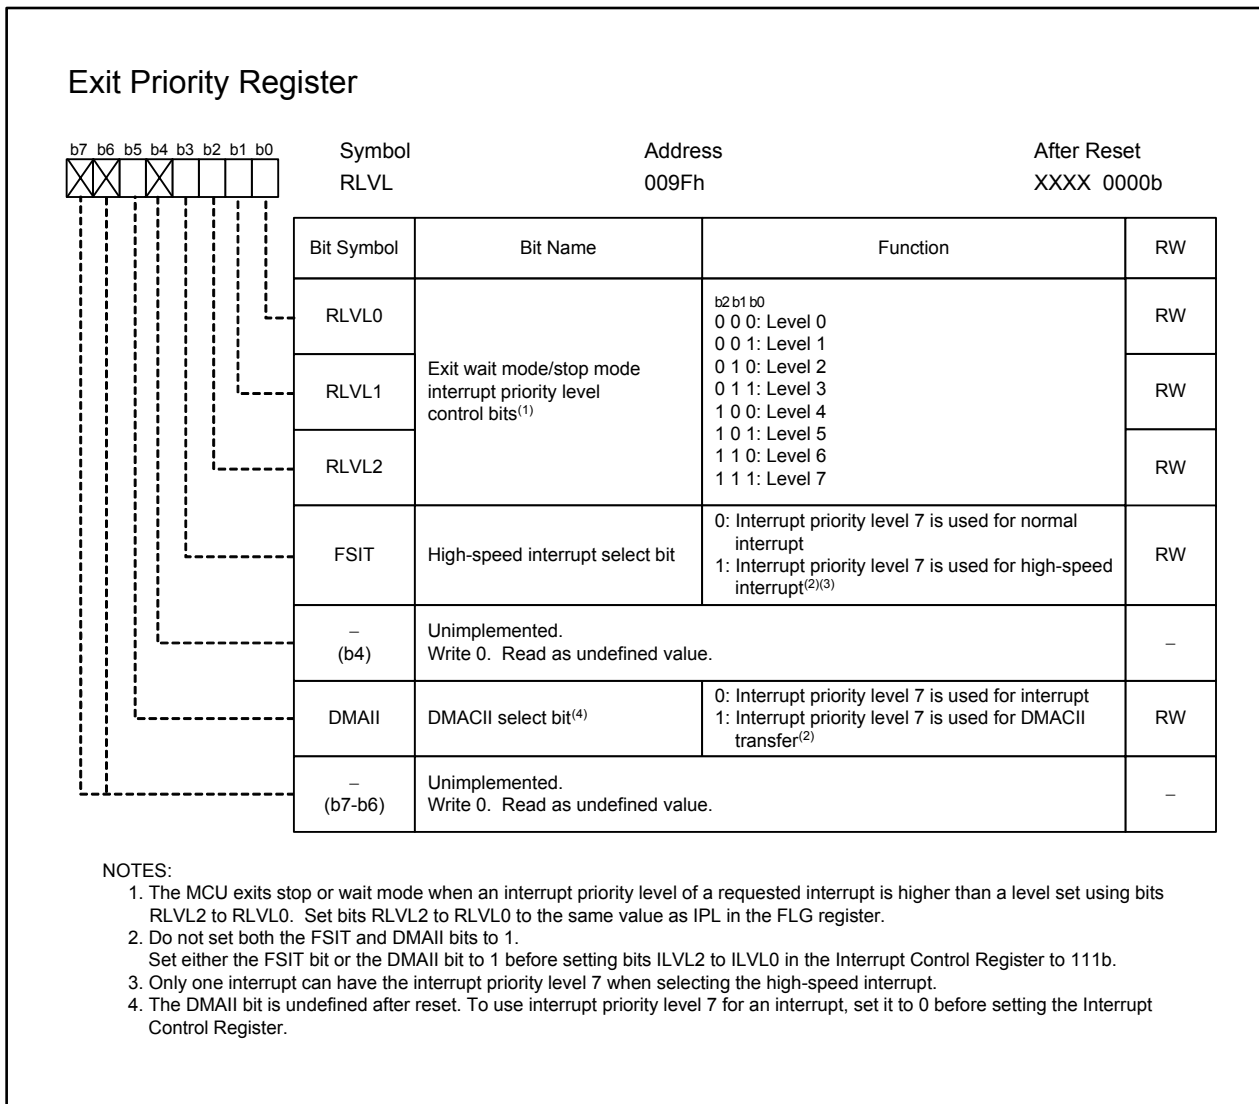 Exit Priority Register
b7 b6 b5 b4 b3 b2 b1 b0
Symbol Address After Reset
RLVL 009Fh XXXX 0000b
Bit Symbol Bit Name Function RW
RLVL0 RW
RLVL1 RW
RLVL2 RW
Exit wait mode/stop mode
interrupt priority level
control bits(1)
b2 b1 b0
0 0 0: Level 0
0 0 1: Level 1
0 1 0: Level 2
0 1 1: Level 3
1 0 0: Level 4
1 0 1: Level 5
1 1 0: Level 6
1 1 1: Level 7
FSIT High-speed interrupt select bit RW
0: Interrupt priority level 7 is used for normal
interrupt
1: Interrupt priority level 7 is used for high-speed
interrupt(2)(3)
–
(b4)
Unimplemented.
Write 0. Read as undefined value.
–
DMAII DMACII select bit(4) RW
0: Interrupt priority level 7 is used for interrupt
1: Interrupt priority level 7 is used for DMACII
transfer(2)
–
(b7-b6)
Unimplemented.
Write 0. Read as undefined value.
–
NOTES:
1. The MCU exits stop or wait mode when an interrupt priority level of a requested interrupt is higher than a level set using bits
RLVL2 to RLVL0. Set bits RLVL2 to RLVL0 to the same value as IPL in the FLG register.
2. Do not set both the FSIT and DMAII bits to 1.
Set either the FSIT bit or the DMAII bit to 1 before setting bits ILVL2 to ILVL0 in the Interrupt Control Register to 111b.
3. Only one interrupt can have the interrupt priority level 7 when selecting the high-speed interrupt.
4. The DMAII bit is undefined after reset. To use interrupt priority level 7 for an interrupt, set it to 0 before setting the Interrupt
Control Register.